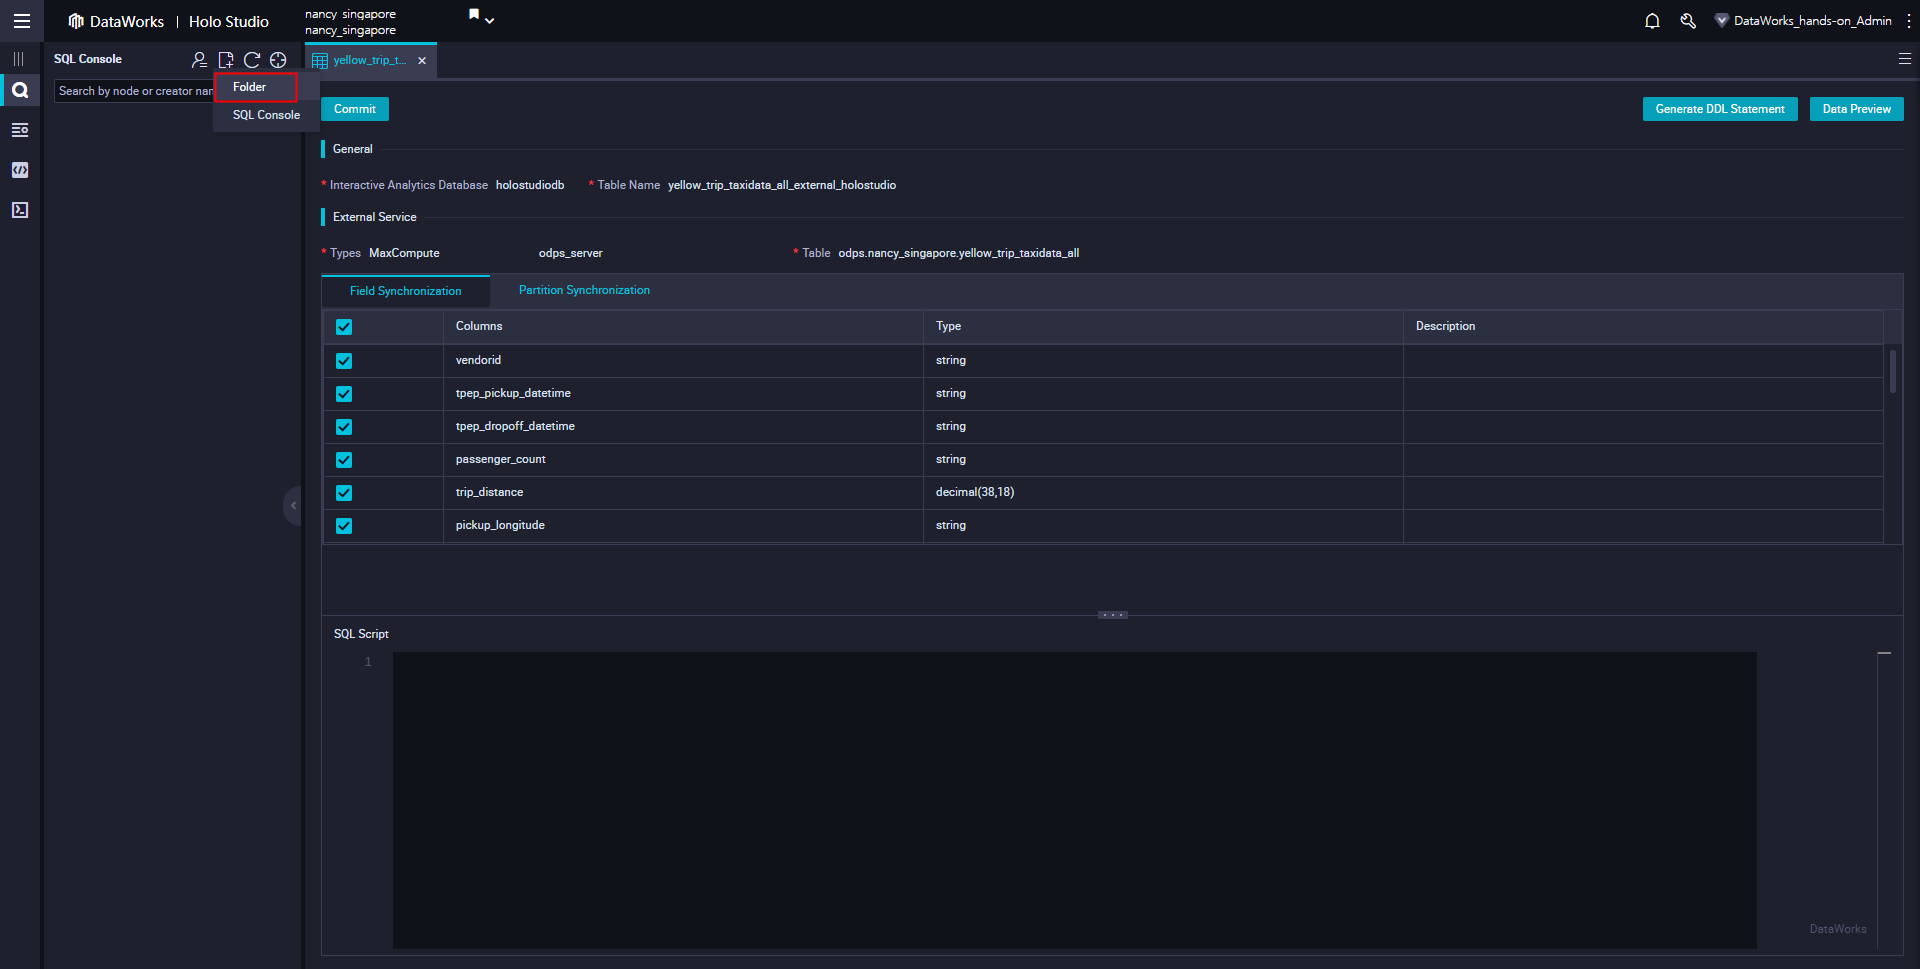 DataWorks | Holo Studio
nancy_singapore
nancy_singapore
DataWorks_hands-on_Admin
SQL Console
yellow_trip_t...
Search by node or creator nam
Folder
SQL Console
Commit
Generate DDL Statement
Data Preview
General
* Interactive Analytics Database holostudiodb * Table Name yellow_trip_taxidata_all_external_holostudio
External Service
* Types MaxCompute odps_server * Table odps.nancy_singapore.yellow_trip_taxidata_all
Field Synchronization Partition Synchronization
Columns Type Description
vendorid string
tpep_pickup_datetime string
tpep_dropoff_datetime string
passenger_count string
trip_distance decimal(38,18)
pickup_longitude string
SQL Script
1
DataWorks